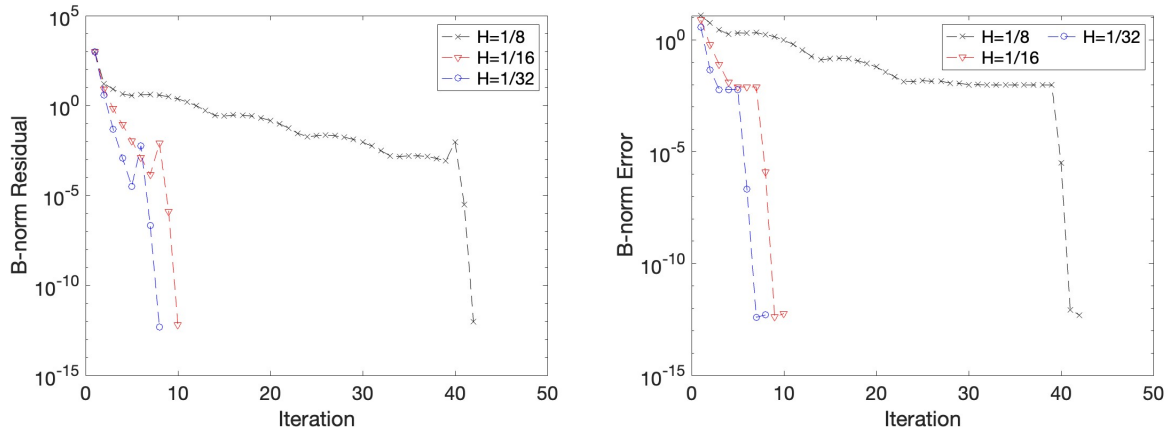 10^5
10^0
10^-5
10^-10
10^-15
B-norm Residual
0 10 20 30 40 50
Iteration
H=1/8
H=1/16
H=1/32
10^0
10^-5
10^-10
10^-15
B-norm Error
0 10 20 30 40 50
Iteration
H=1/8 H=1/32
H=1/16